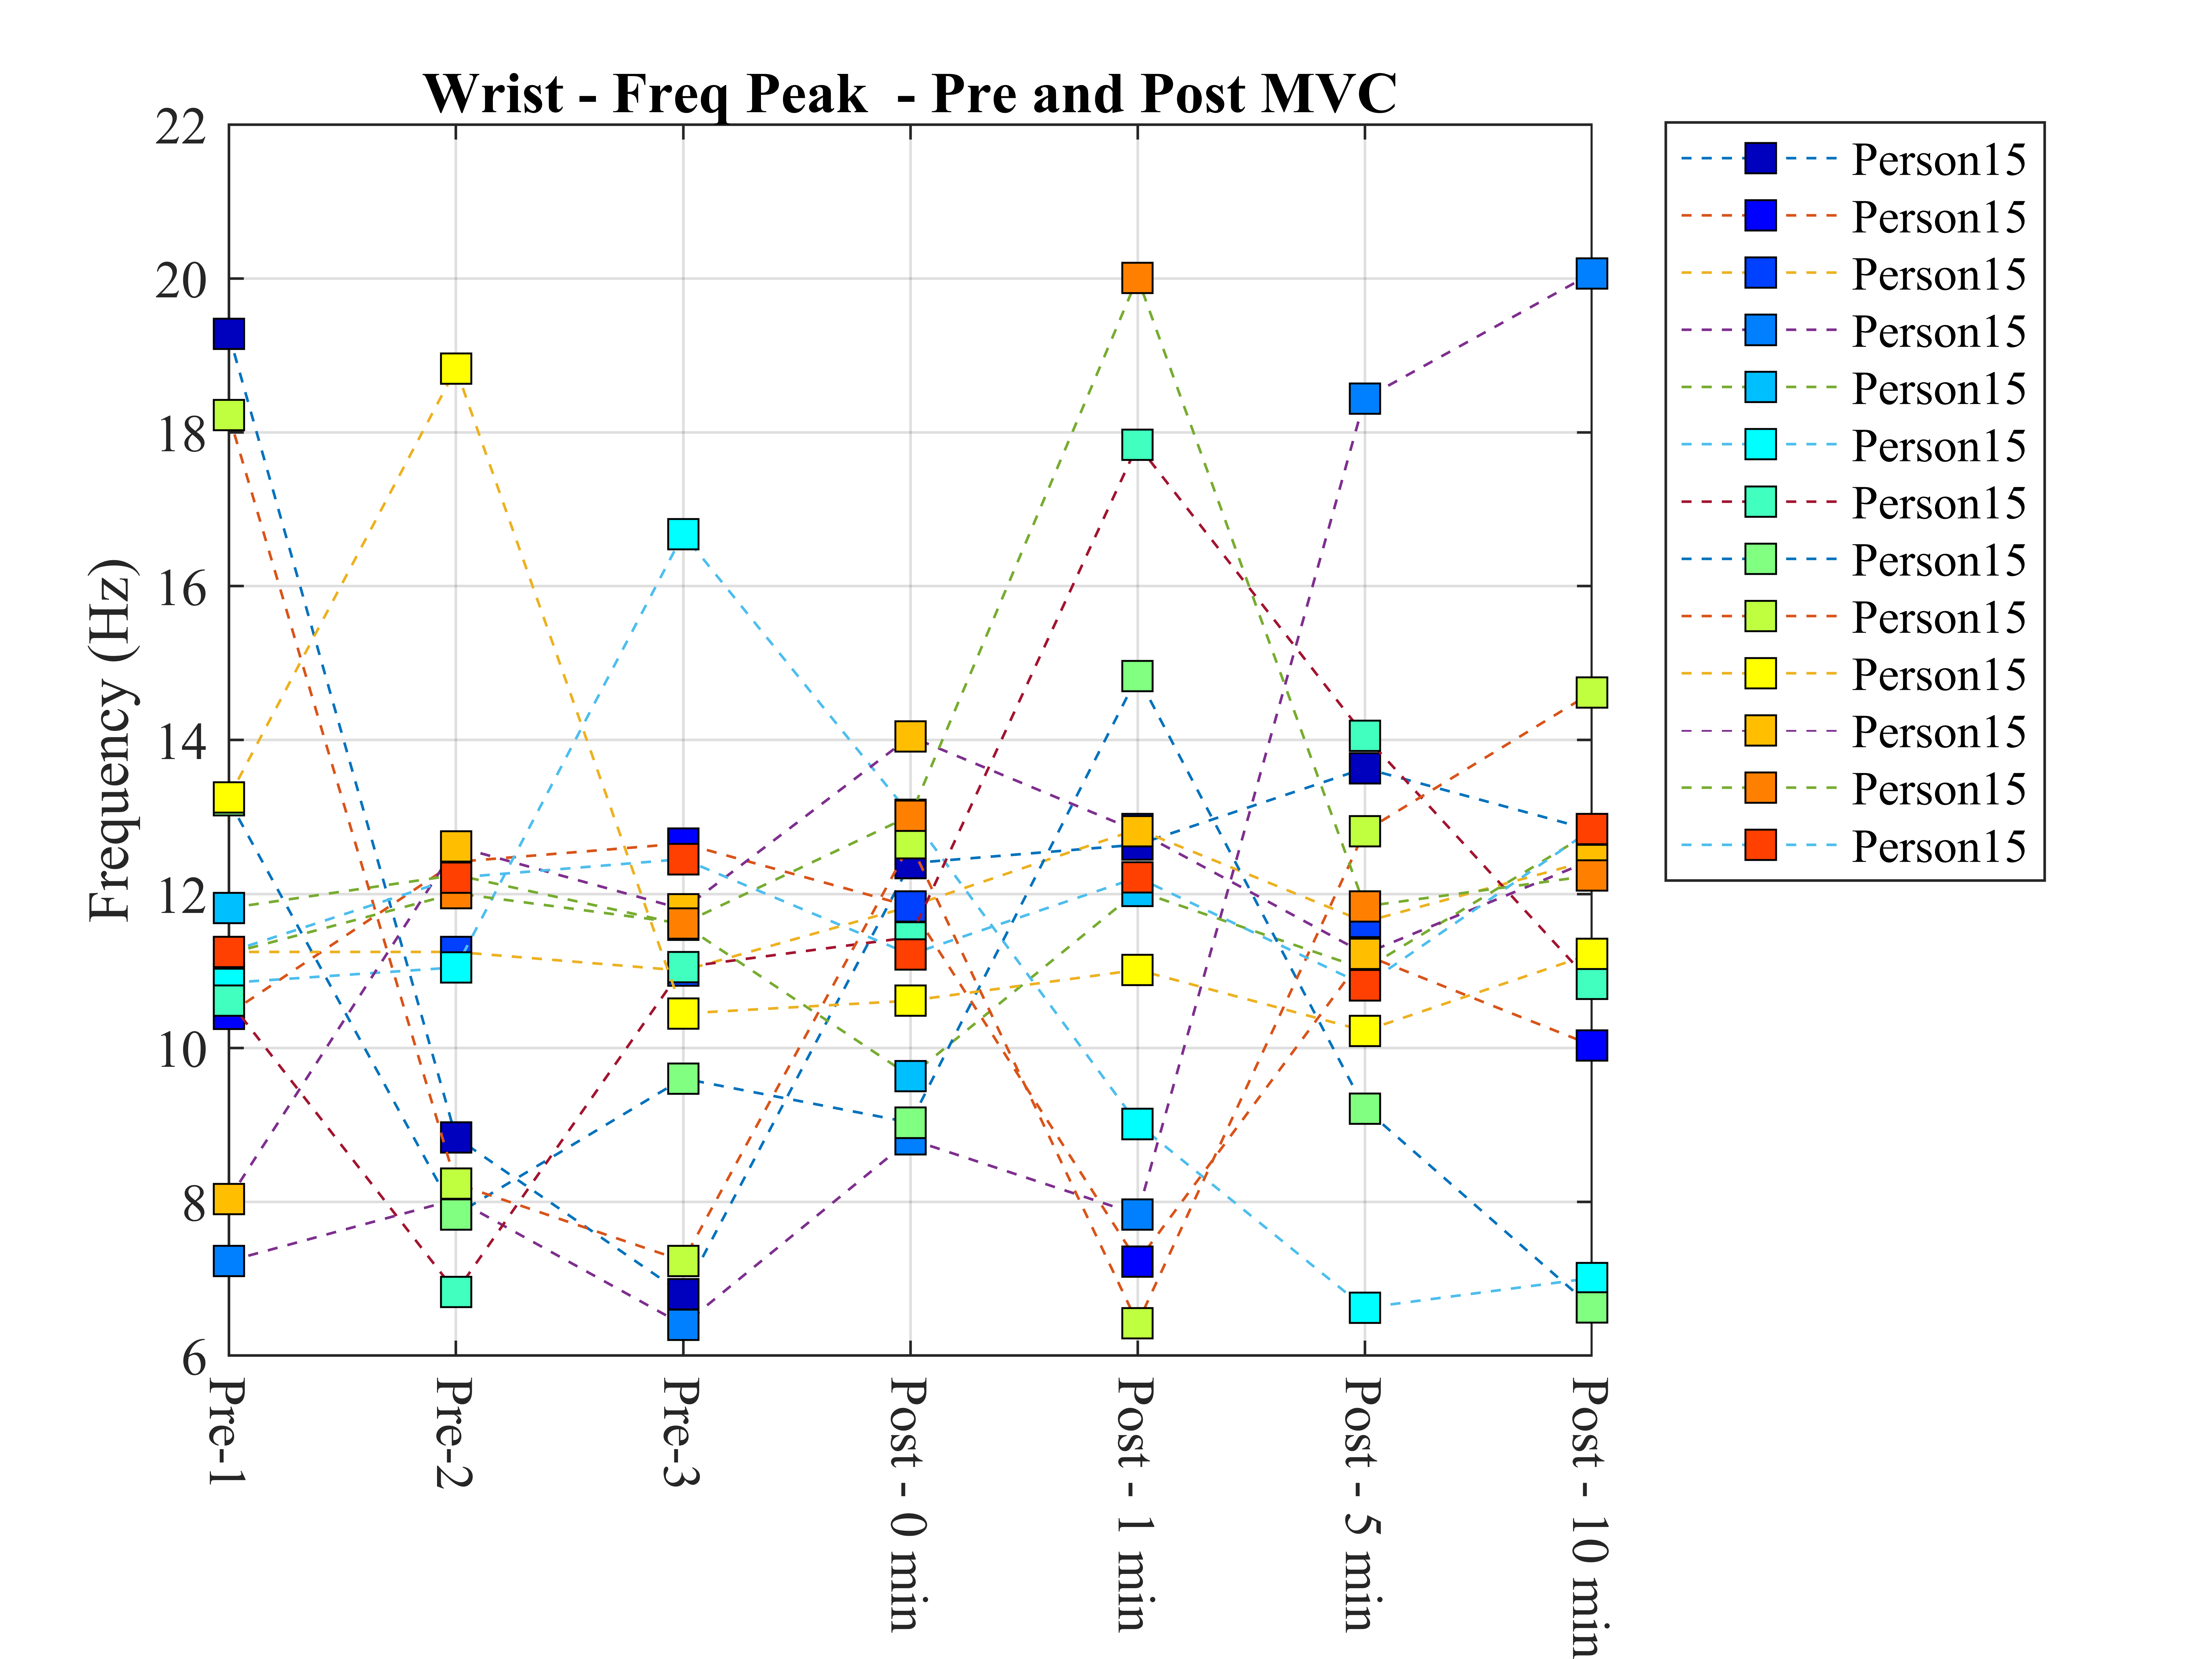 Wrist - Freq Peak  - Pre and Post MVC
22
20
18
16
14
12
10
8
6
Frequency (Hz)
Pre-1
Pre-2
Pre-3
Post - 0 min
Post - 1 min
Post - 5 min
Post - 10 min
Person15
Person15
Person15
Person15
Person15
Person15
Person15
Person15
Person15
Person15
Person15
Person15
Person15